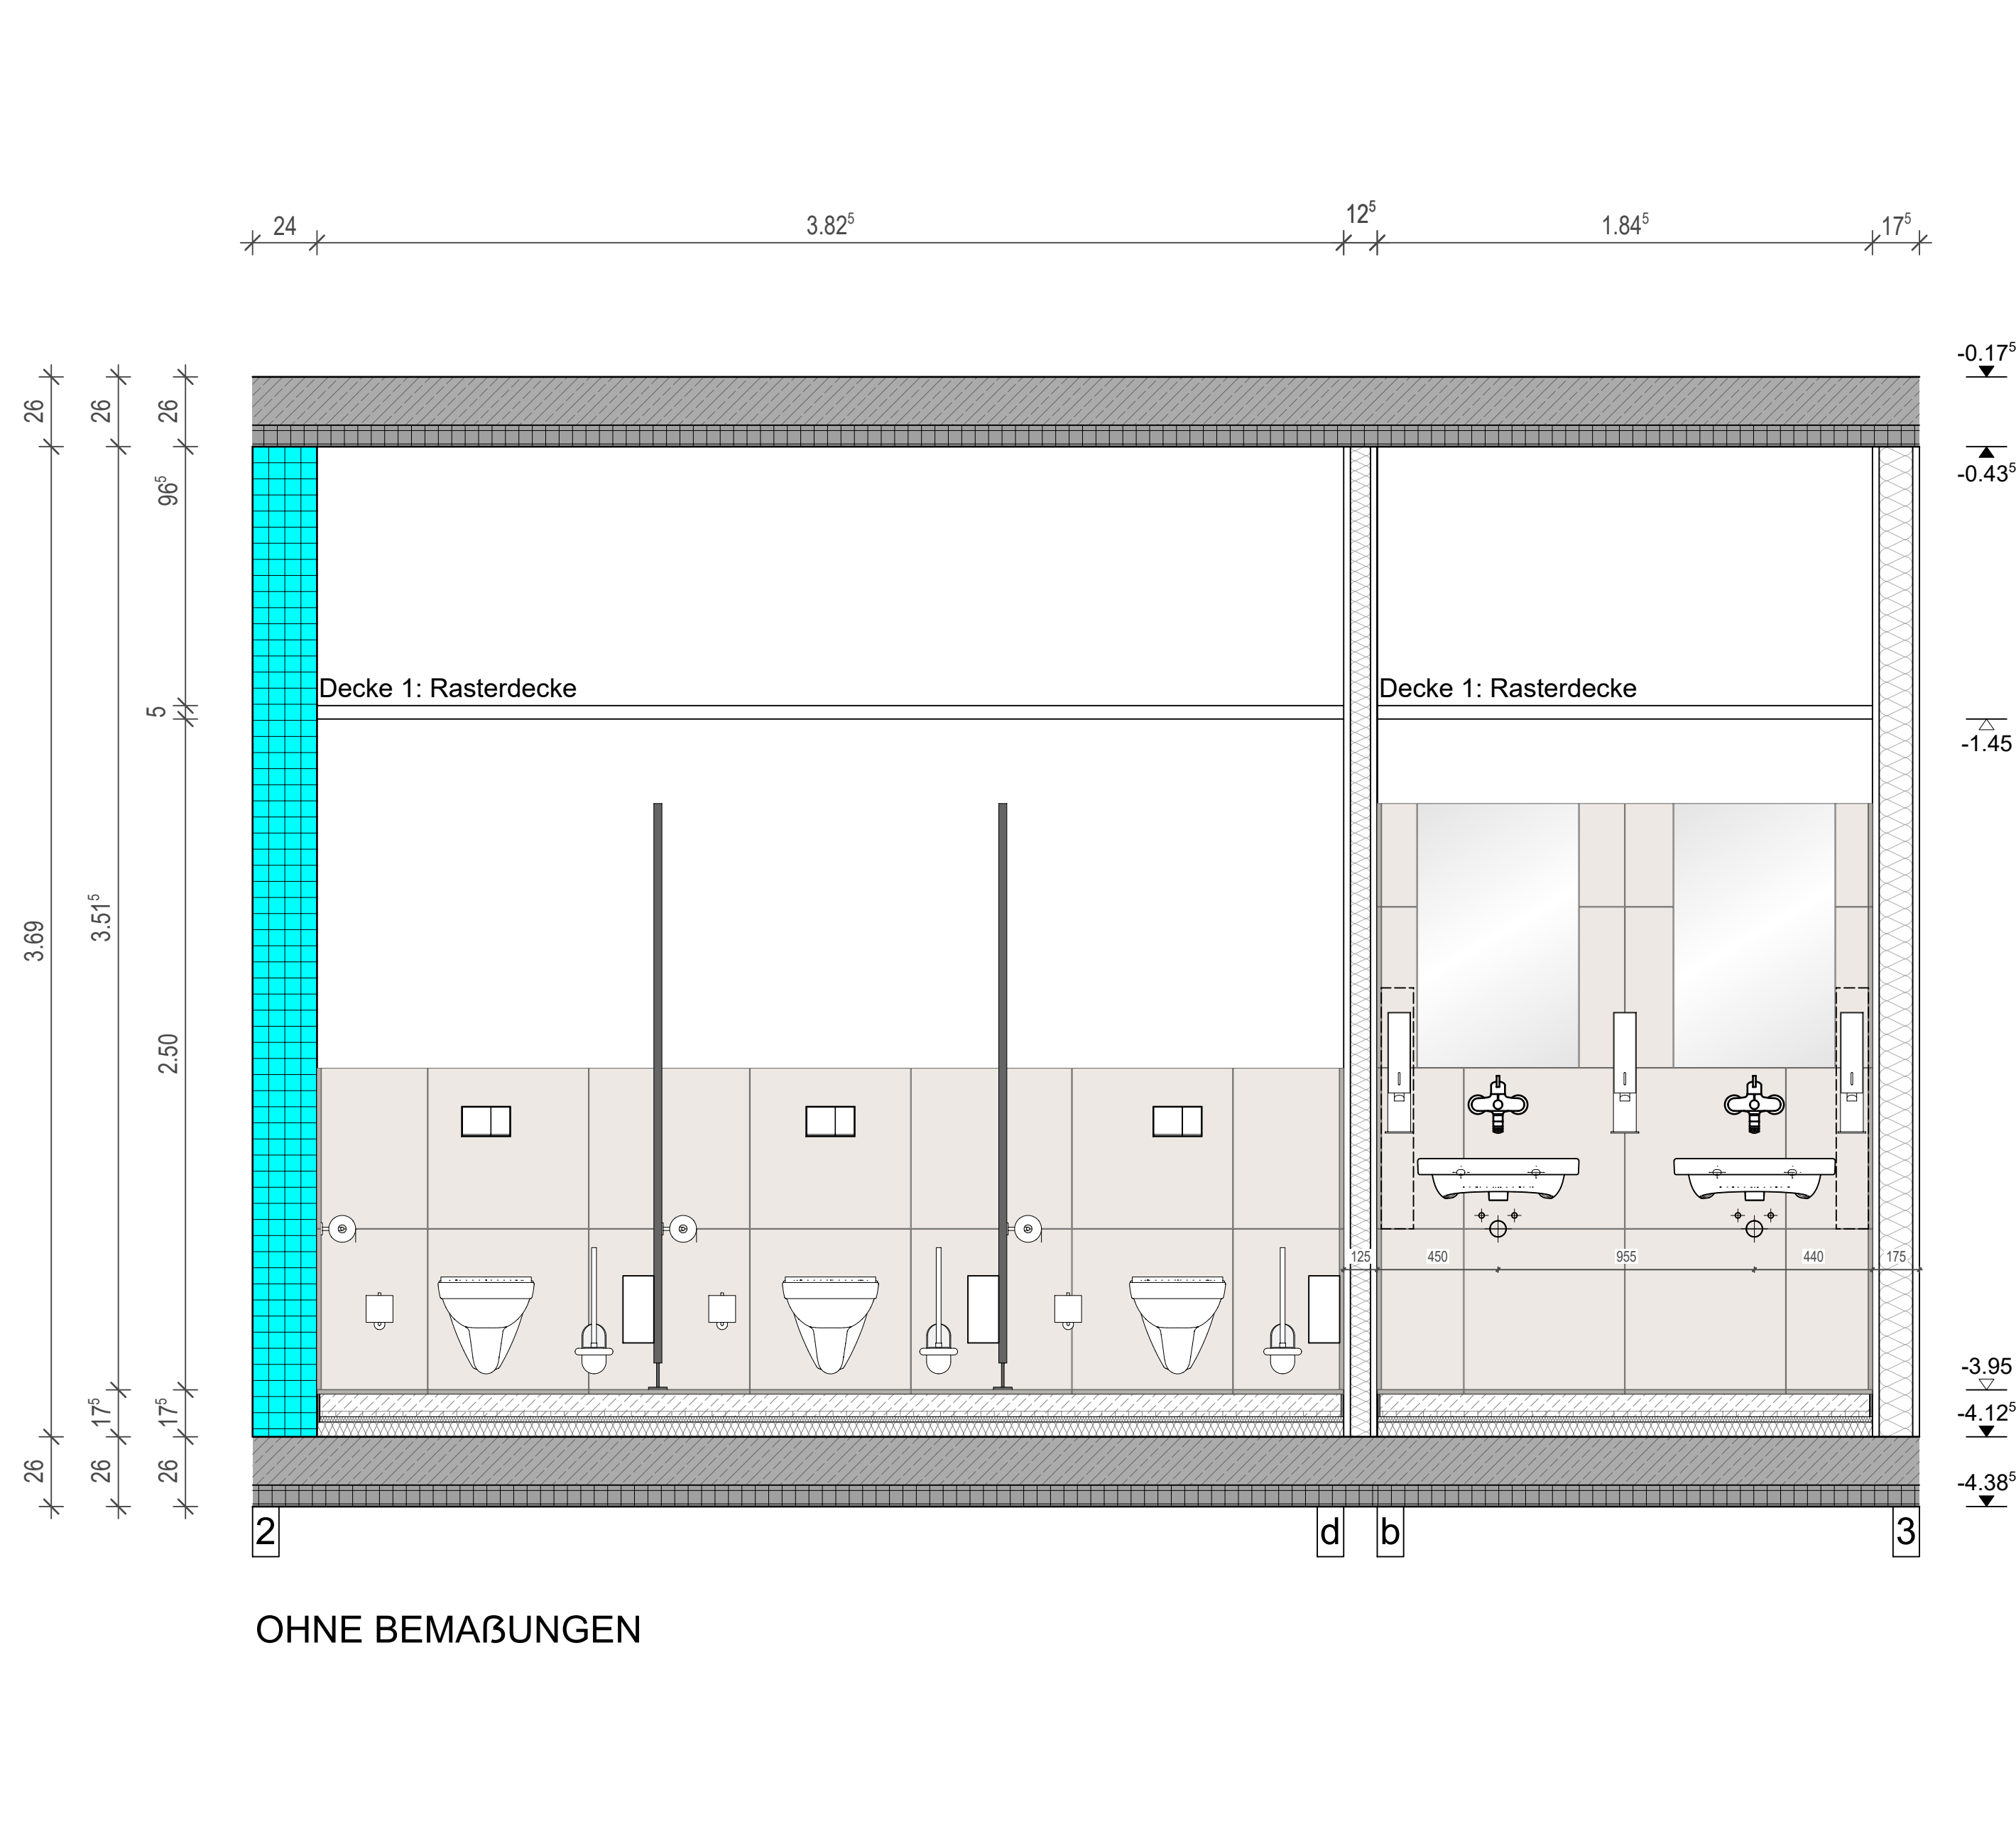 24 3.82⁵ 12⁵ 1.84⁵ 17⁵
-0.17⁵
26 26 26
-0.43⁵
96⁵
Decke 1: Rasterdecke Decke 1: Rasterdecke
5
-1.45
3.69 3.51⁵ 2.50
125 450 955 440 175
-3.95
17⁵ 17⁵
-4.12⁵
26 26 26
-4.38⁵
2 d b 3
OHNE BEMAẞUNGEN